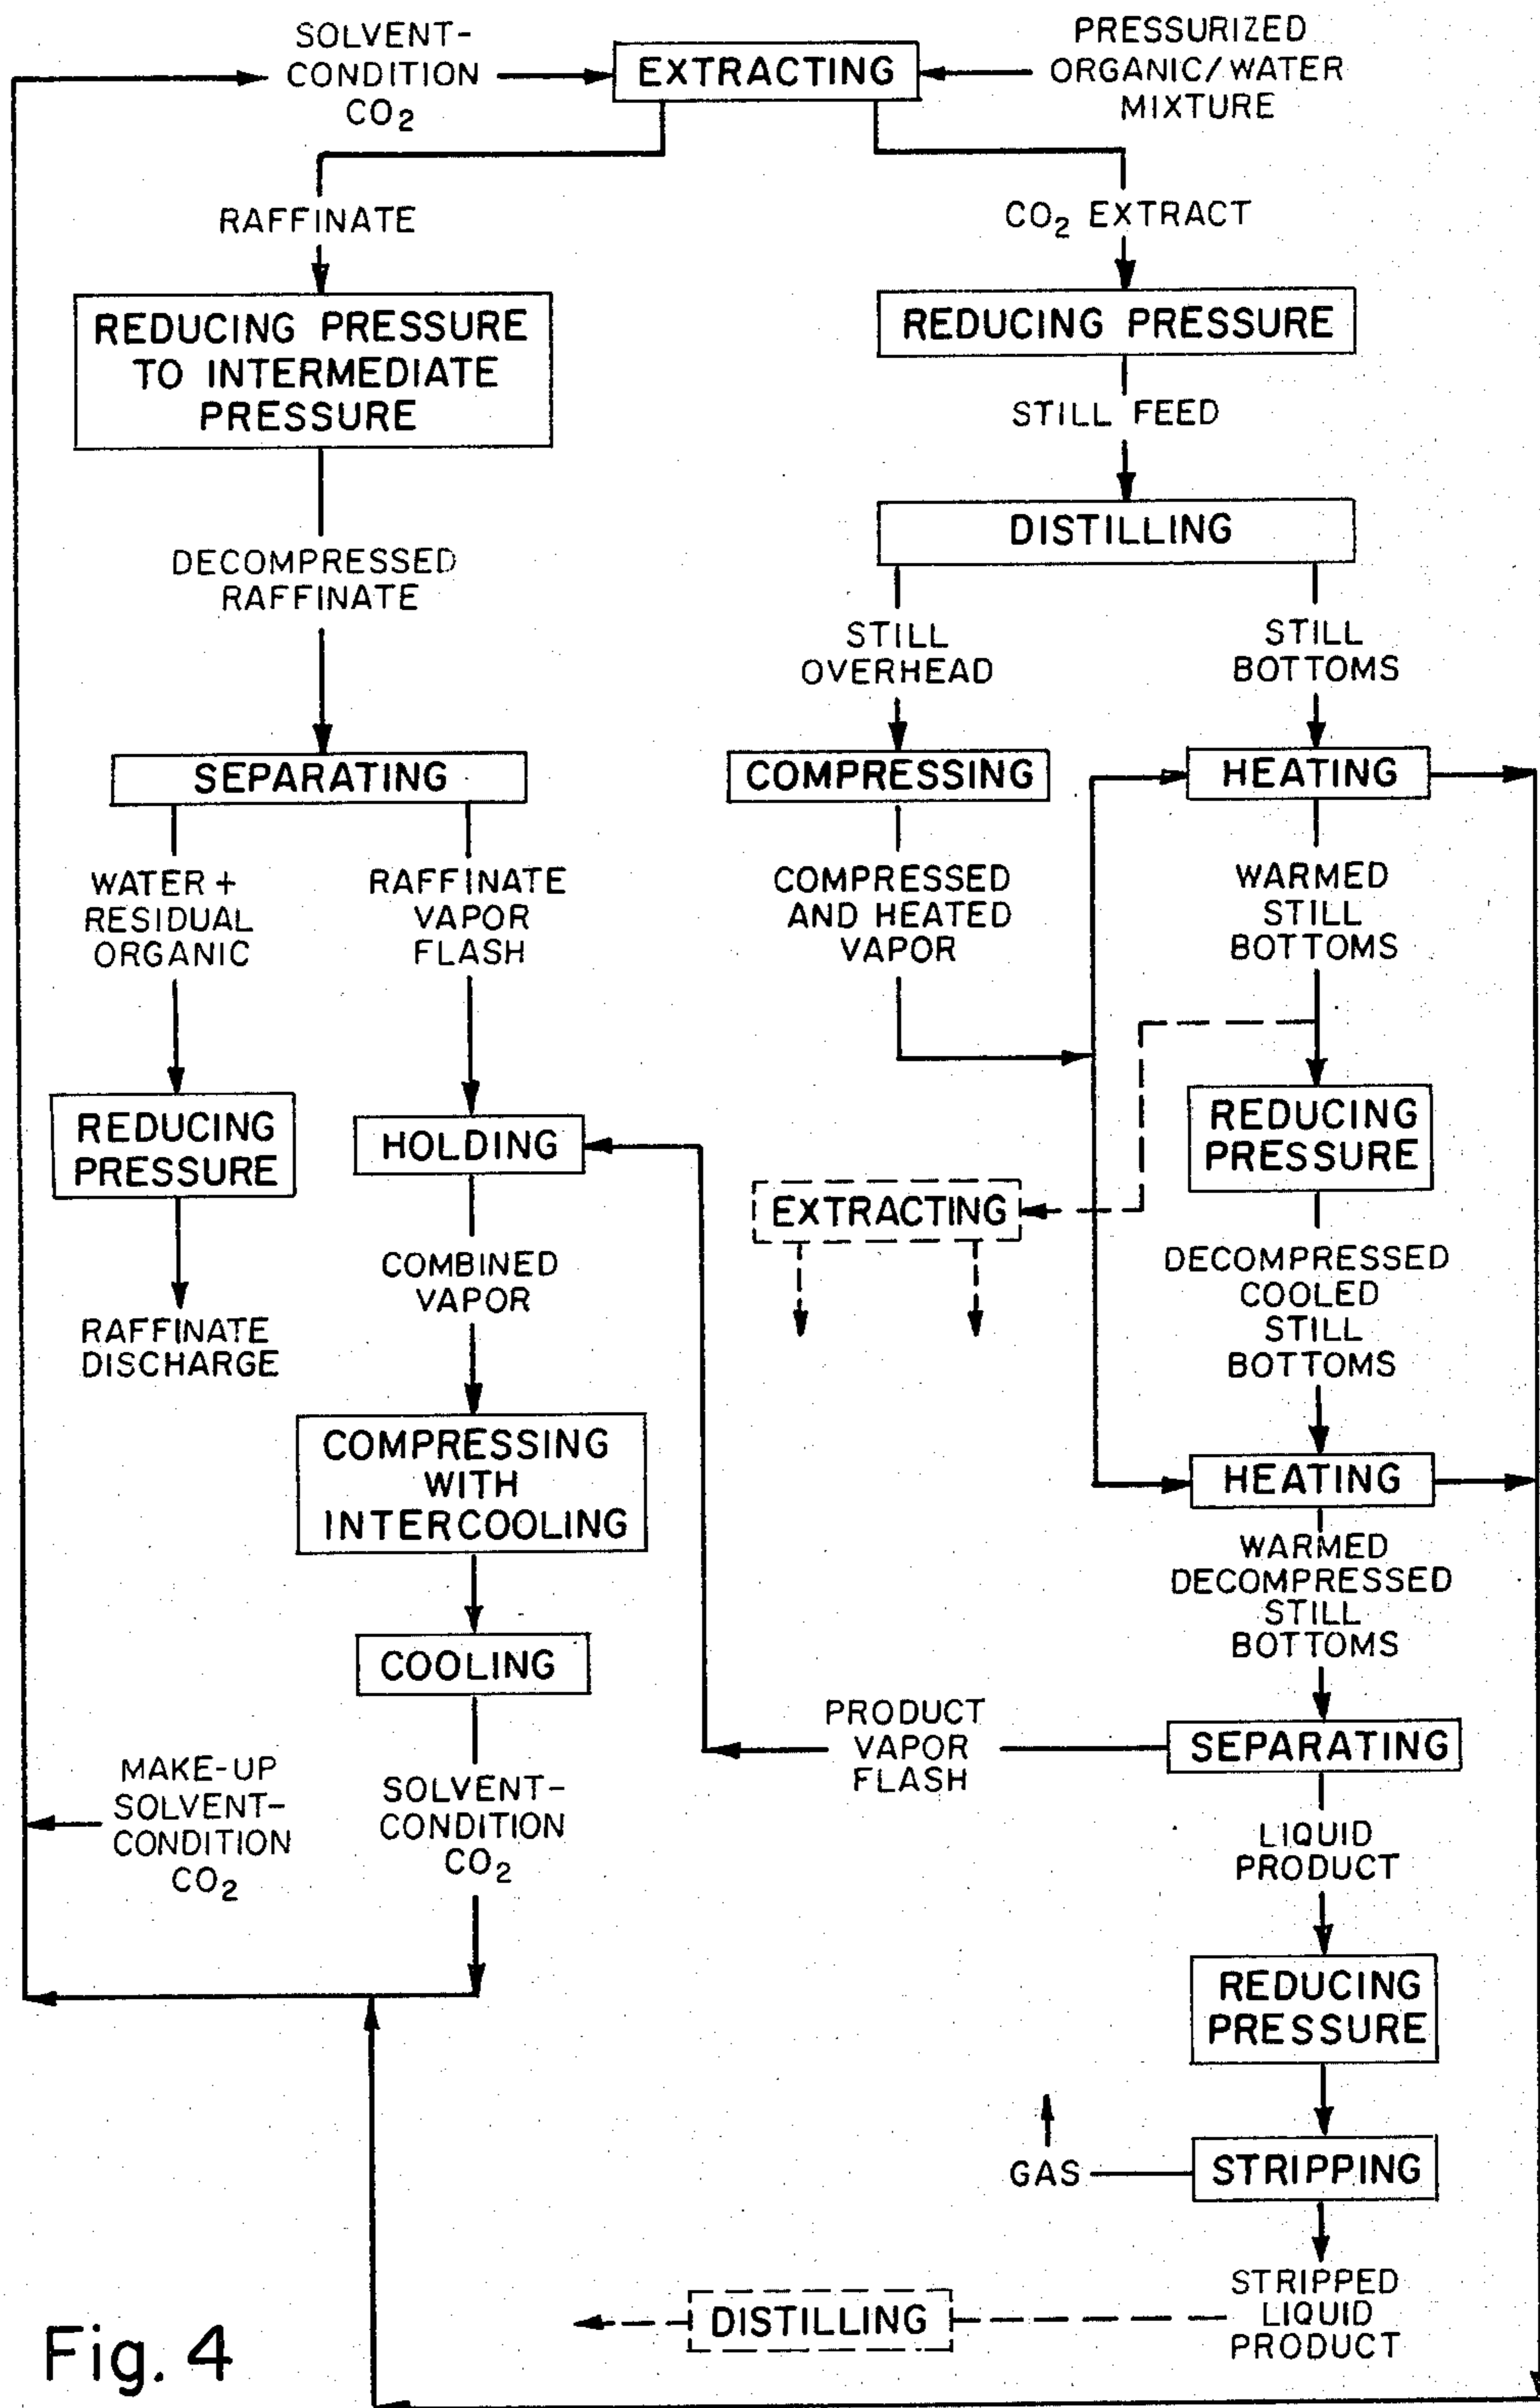 SOLVENT-
CONDITION
CO₂
EXTRACTING
PRESSURIZED
ORGANIC/WATER
MIXTURE
RAFFINATE
CO₂ EXTRACT
REDUCING PRESSURE
TO INTERMEDIATE
PRESSURE
REDUCING PRESSURE
STILL FEED
DISTILLING
DECOMPRESSED
RAFFINATE
STILL
OVERHEAD
STILL
BOTTOMS
SEPARATING
COMPRESSING
HEATING
WATER +
RESIDUAL
ORGANIC
RAFFINATE
VAPOR
FLASH
COMPRESSED
AND HEATED
VAPOR
WARMED
STILL
BOTTOMS
REDUCING
PRESSURE
HOLDING
REDUCING
PRESSURE
EXTRACTING
RAFFINATE
DISCHARGE
COMBINED
VAPOR
DECOMPRESSED
COOLED
STILL
BOTTOMS
COMPRESSING
WITH
INTERCOOLING
HEATING
WARMED
DECOMPRESSED
STILL
BOTTOMS
COOLING
PRODUCT
VAPOR
FLASH
SEPARATING
MAKE-UP
SOLVENT-
CONDITION
CO₂
SOLVENT-
CONDITION
CO₂
LIQUID
PRODUCT
REDUCING
PRESSURE
GAS
STRIPPING
STRIPPED
LIQUID
PRODUCT
DISTILLING
Fig. 4